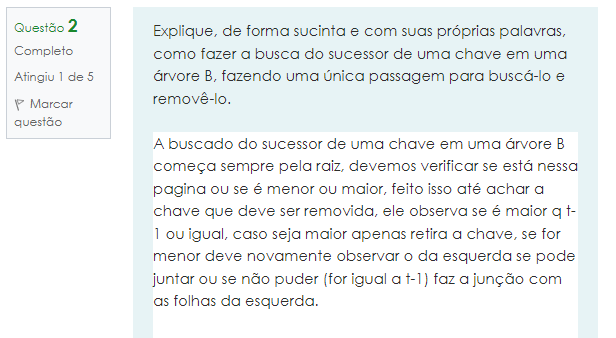 Questão 2
Completo
Atingiu 1 de 5
Marcar
questão
Explique, de forma sucinta e com suas próprias palavras,
como fazer a busca do sucessor de uma chave em uma
árvore B, fazendo uma única passagem para buscá-lo e
removê-lo.
A buscado do sucessor de uma chave em uma árvore B
começa sempre pela raiz, devemos verificar se está nessa
pagina ou se é menor ou maior, feito isso até achar a
chave que deve ser removida, ele observa se é maior q t-
1 ou igual, caso seja maior apenas retira a chave, se for
menor deve novamente observar o da esquerda se pode
juntar ou se não puder (for igual a t-1) faz a junção com
as folhas da esquerda.